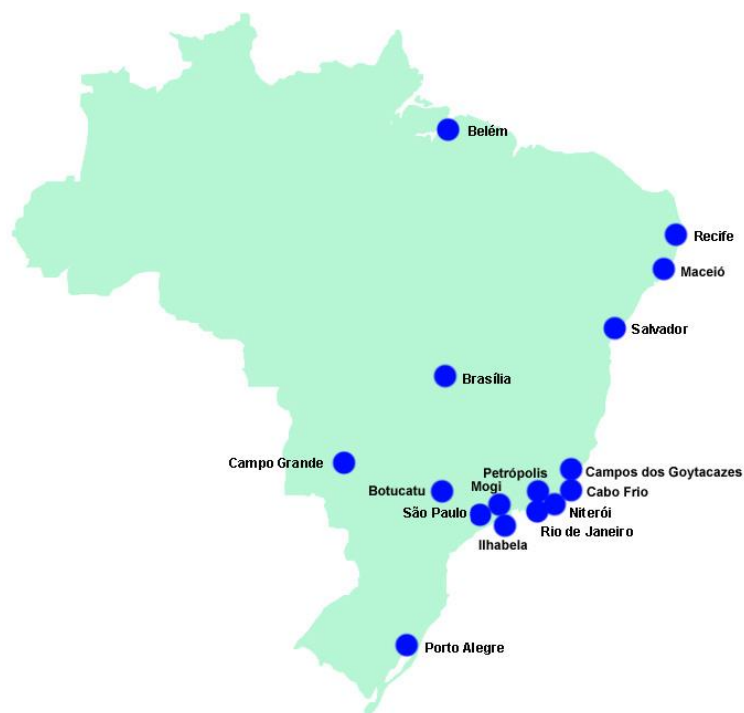 Belém
Recife
Maceió
Salvador
Brasília
Campo Grande
Petrópolis
Campos dos Goytacazes
Botucatu
Mogi
Cabo Frio
São Paulo
Niterói
Rio de Janeiro
Ilhabela
Porto Alegre